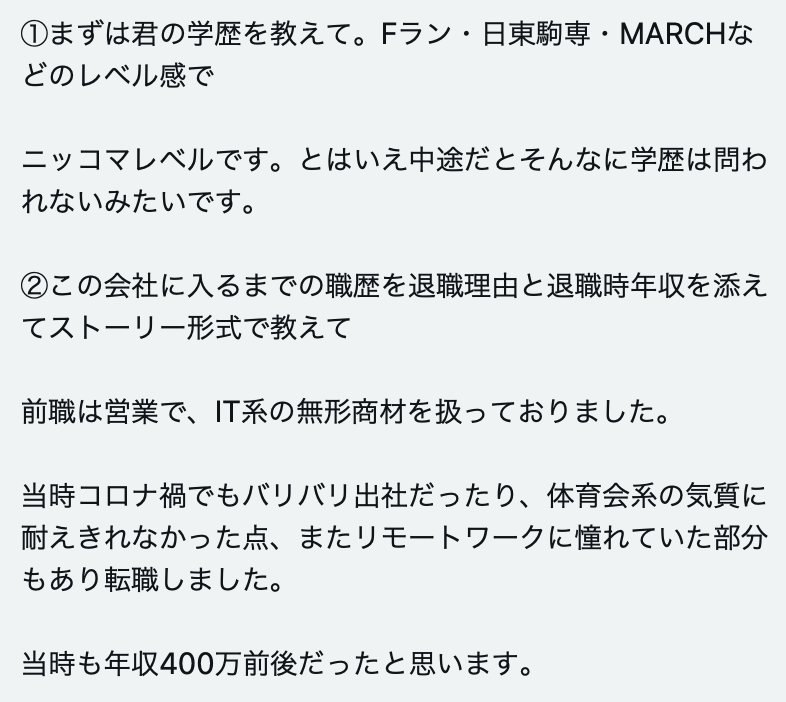 ①まずは君の学歴を教えて。Fラン・日東駒専・MARCHな
どのレベル感で
ニッコマレベルです。とはいえ中途だとそんなに学歴は問わ
れないみたいです。
②この会社に入るまでの職歴を退職理由と退職時年収を添え
てストーリー形式で教えて
前職は営業で、IT系の無形商材を扱っておりました。
当時コロナ禍でもバリバリ出社だったり、体育会系の気質に
耐えきれなかった点、またリモートワークに憧れていた部分
もあり転職しました。
当時も年収400万前後だったと思います。